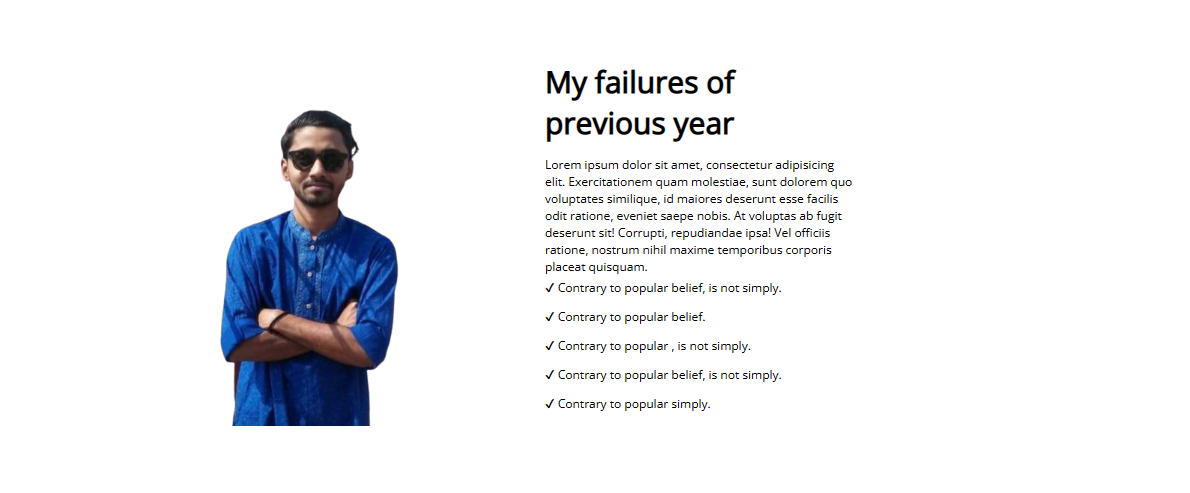 My failures of
previous year
Lorem ipsum dolor sit amet, consectetur adipisicing
elit. Exercitationem quam molestiae, sunt dolorem quo
voluptates similique, id maiores deserunt esse facilis
odit ratione, eveniet saepe nobis. At voluptas ab fugit
deserunt sit! Corrupti, repudiandae ipsa! Vel officiis
ratione, nostrum nihil maxime temporibus corporis
placeat quisquam.
✓ Contrary to popular belief, is not simply.
✓ Contrary to popular belief.
✓ Contrary to popular , is not simply.
✓ Contrary to popular belief, is not simply.
✓ Contrary to popular simply.